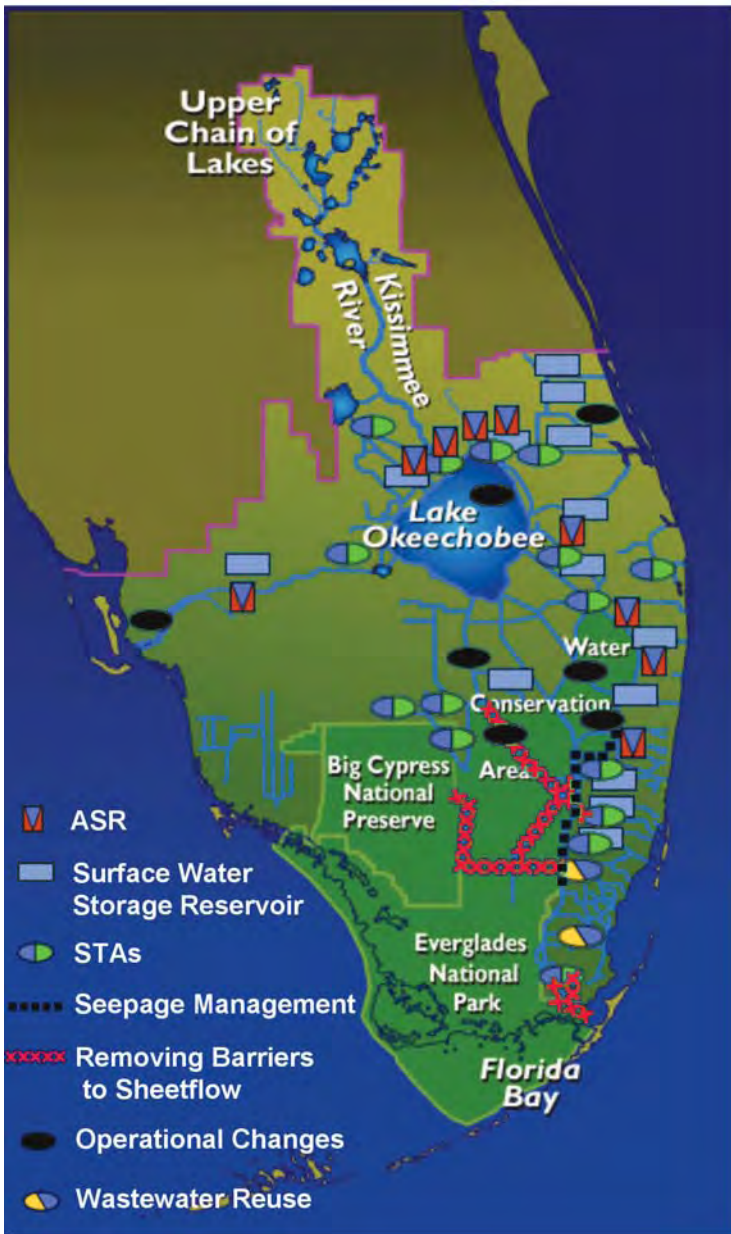 Upper
Chain of
Lakes
Kissimmee
River
Lake
Okeechobee
Water
Conservation
Area
Big Cypress
National
Preserve
Everglades
National
Park
Florida
Bay
ASR
Surface Water
Storage Reservoir
STAs
Seepage Management
Removing Barriers
to Sheetflow
Operational Changes
Wastewater Reuse